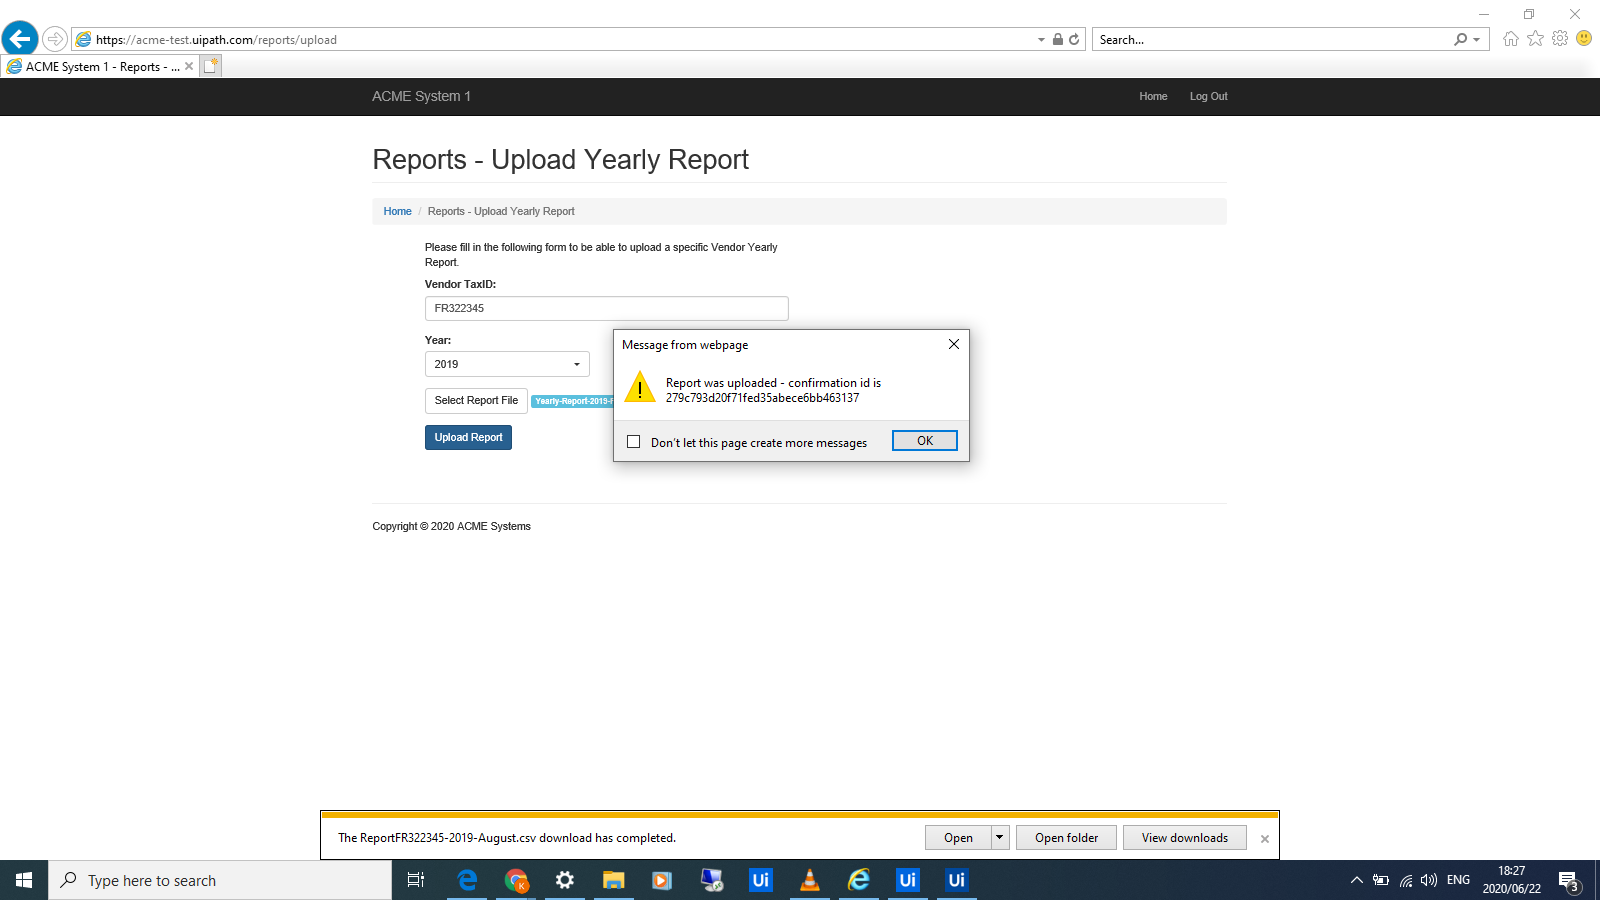 https://acme-test.uipath.com/reports/upload
Search...
ACME System 1 - Reports - ...
ACME System 1
Home
Log Out
Reports - Upload Yearly Report
Home / Reports - Upload Yearly Report
Please fill in the following form to be able to upload a specific Vendor Yearly
Report.
Vendor TaxID:
FR322345
Year:
2019
Select Report File
Yearly-Report-2019-
Upload Report
Message from webpage
Report was uploaded - confirmation id is
279c793d20f71fed35abece6bb463137
Don't let this page create more messages
OK
Copyright © 2020 ACME Systems
The ReportFR322345-2019-August.csv download has completed.
Open
Open folder
View downloads
Type here to search
K
Ui
Ui
Ui
ENG
18:27
2020/06/22
3